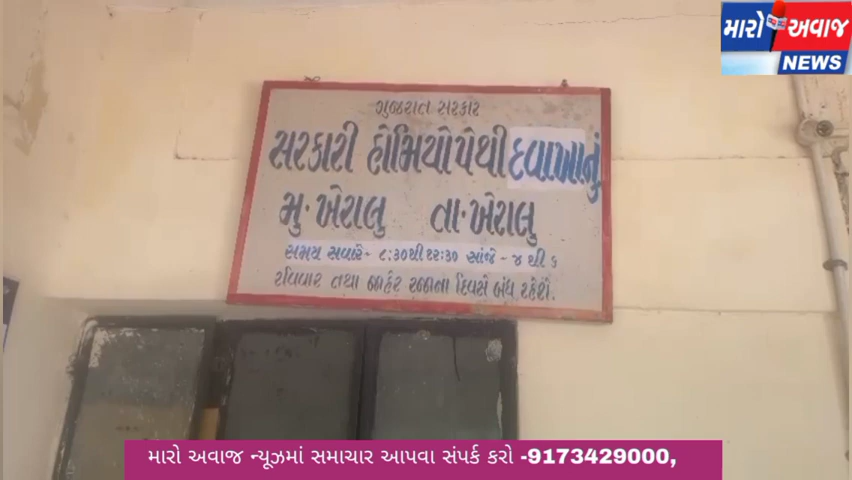 મારો અવાજ
NEWS
ગુજરાત સરકાર
સરકારી હોમિયોપેથી દવાખાનું
મુ. ખેરાલુ તા. ખેરાલુ
સમય સવારે - ૮:૩૦થી૧૨:૩૦ સાંજે - ૪ થી ૬
રવિવાર તથા જાહેર રજાના દિવસે બંધ રહેશે.
મારો અવાજ ન્યૂઝમાં સમાચાર આપવા સંપર્ક કરો -9173429000,